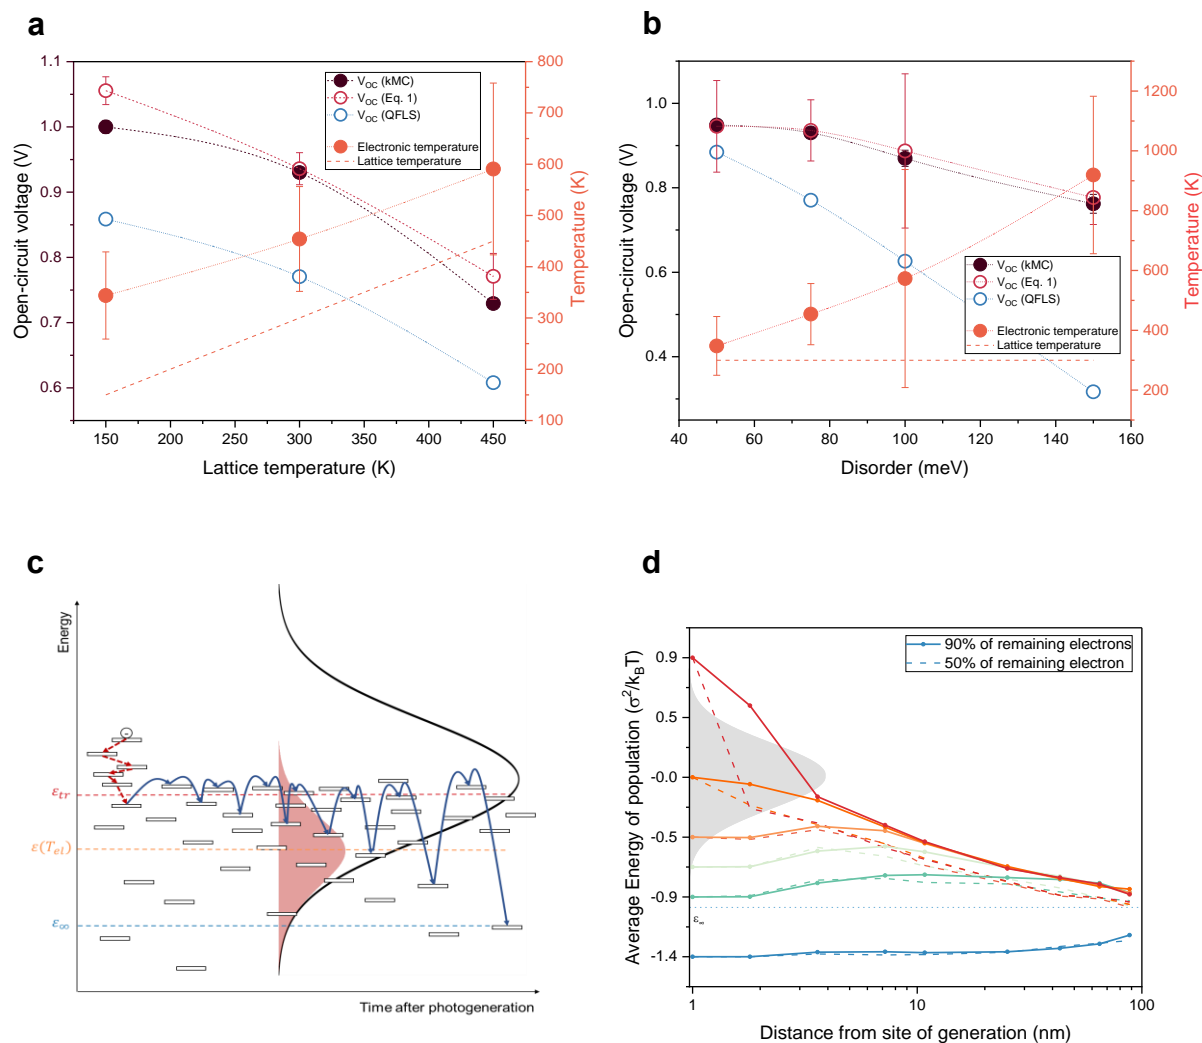 a
1.1
1.0
0.9
0.8
0.7
0.6
Open-circuit voltage (V)
800
700
600
500
400
300
200
100
Temperature (K)
V_OC (kMC)
V_OC (Eq. 1)
V_OC (QFLS)
Electronic temperature
Lattice temperature
150 200 250 300 350 400 450
Lattice temperature (K)
b
1.0
0.8
0.6
0.4
Open-circuit voltage (V)
1200
1000
800
600
400
200
Temperature (K)
V_OC (kMC)
V_OC (Eq. 1)
V_OC (QFLS)
Electronic temperature
Lattice temperature
40 60 80 100 120 140 160
Disorder (meV)
c
Energy
-
ε_tr
ε(T_el)
ε_∞
Time after photogeneration
d
90% of remaining electrons
50% of remaining electron
0.9
0.5
-0.0
-0.5
-0.9
-1.4
ε_∞
Average Energy of population (σ²/k_BT)
1 10 100
Distance from site of generation (nm)